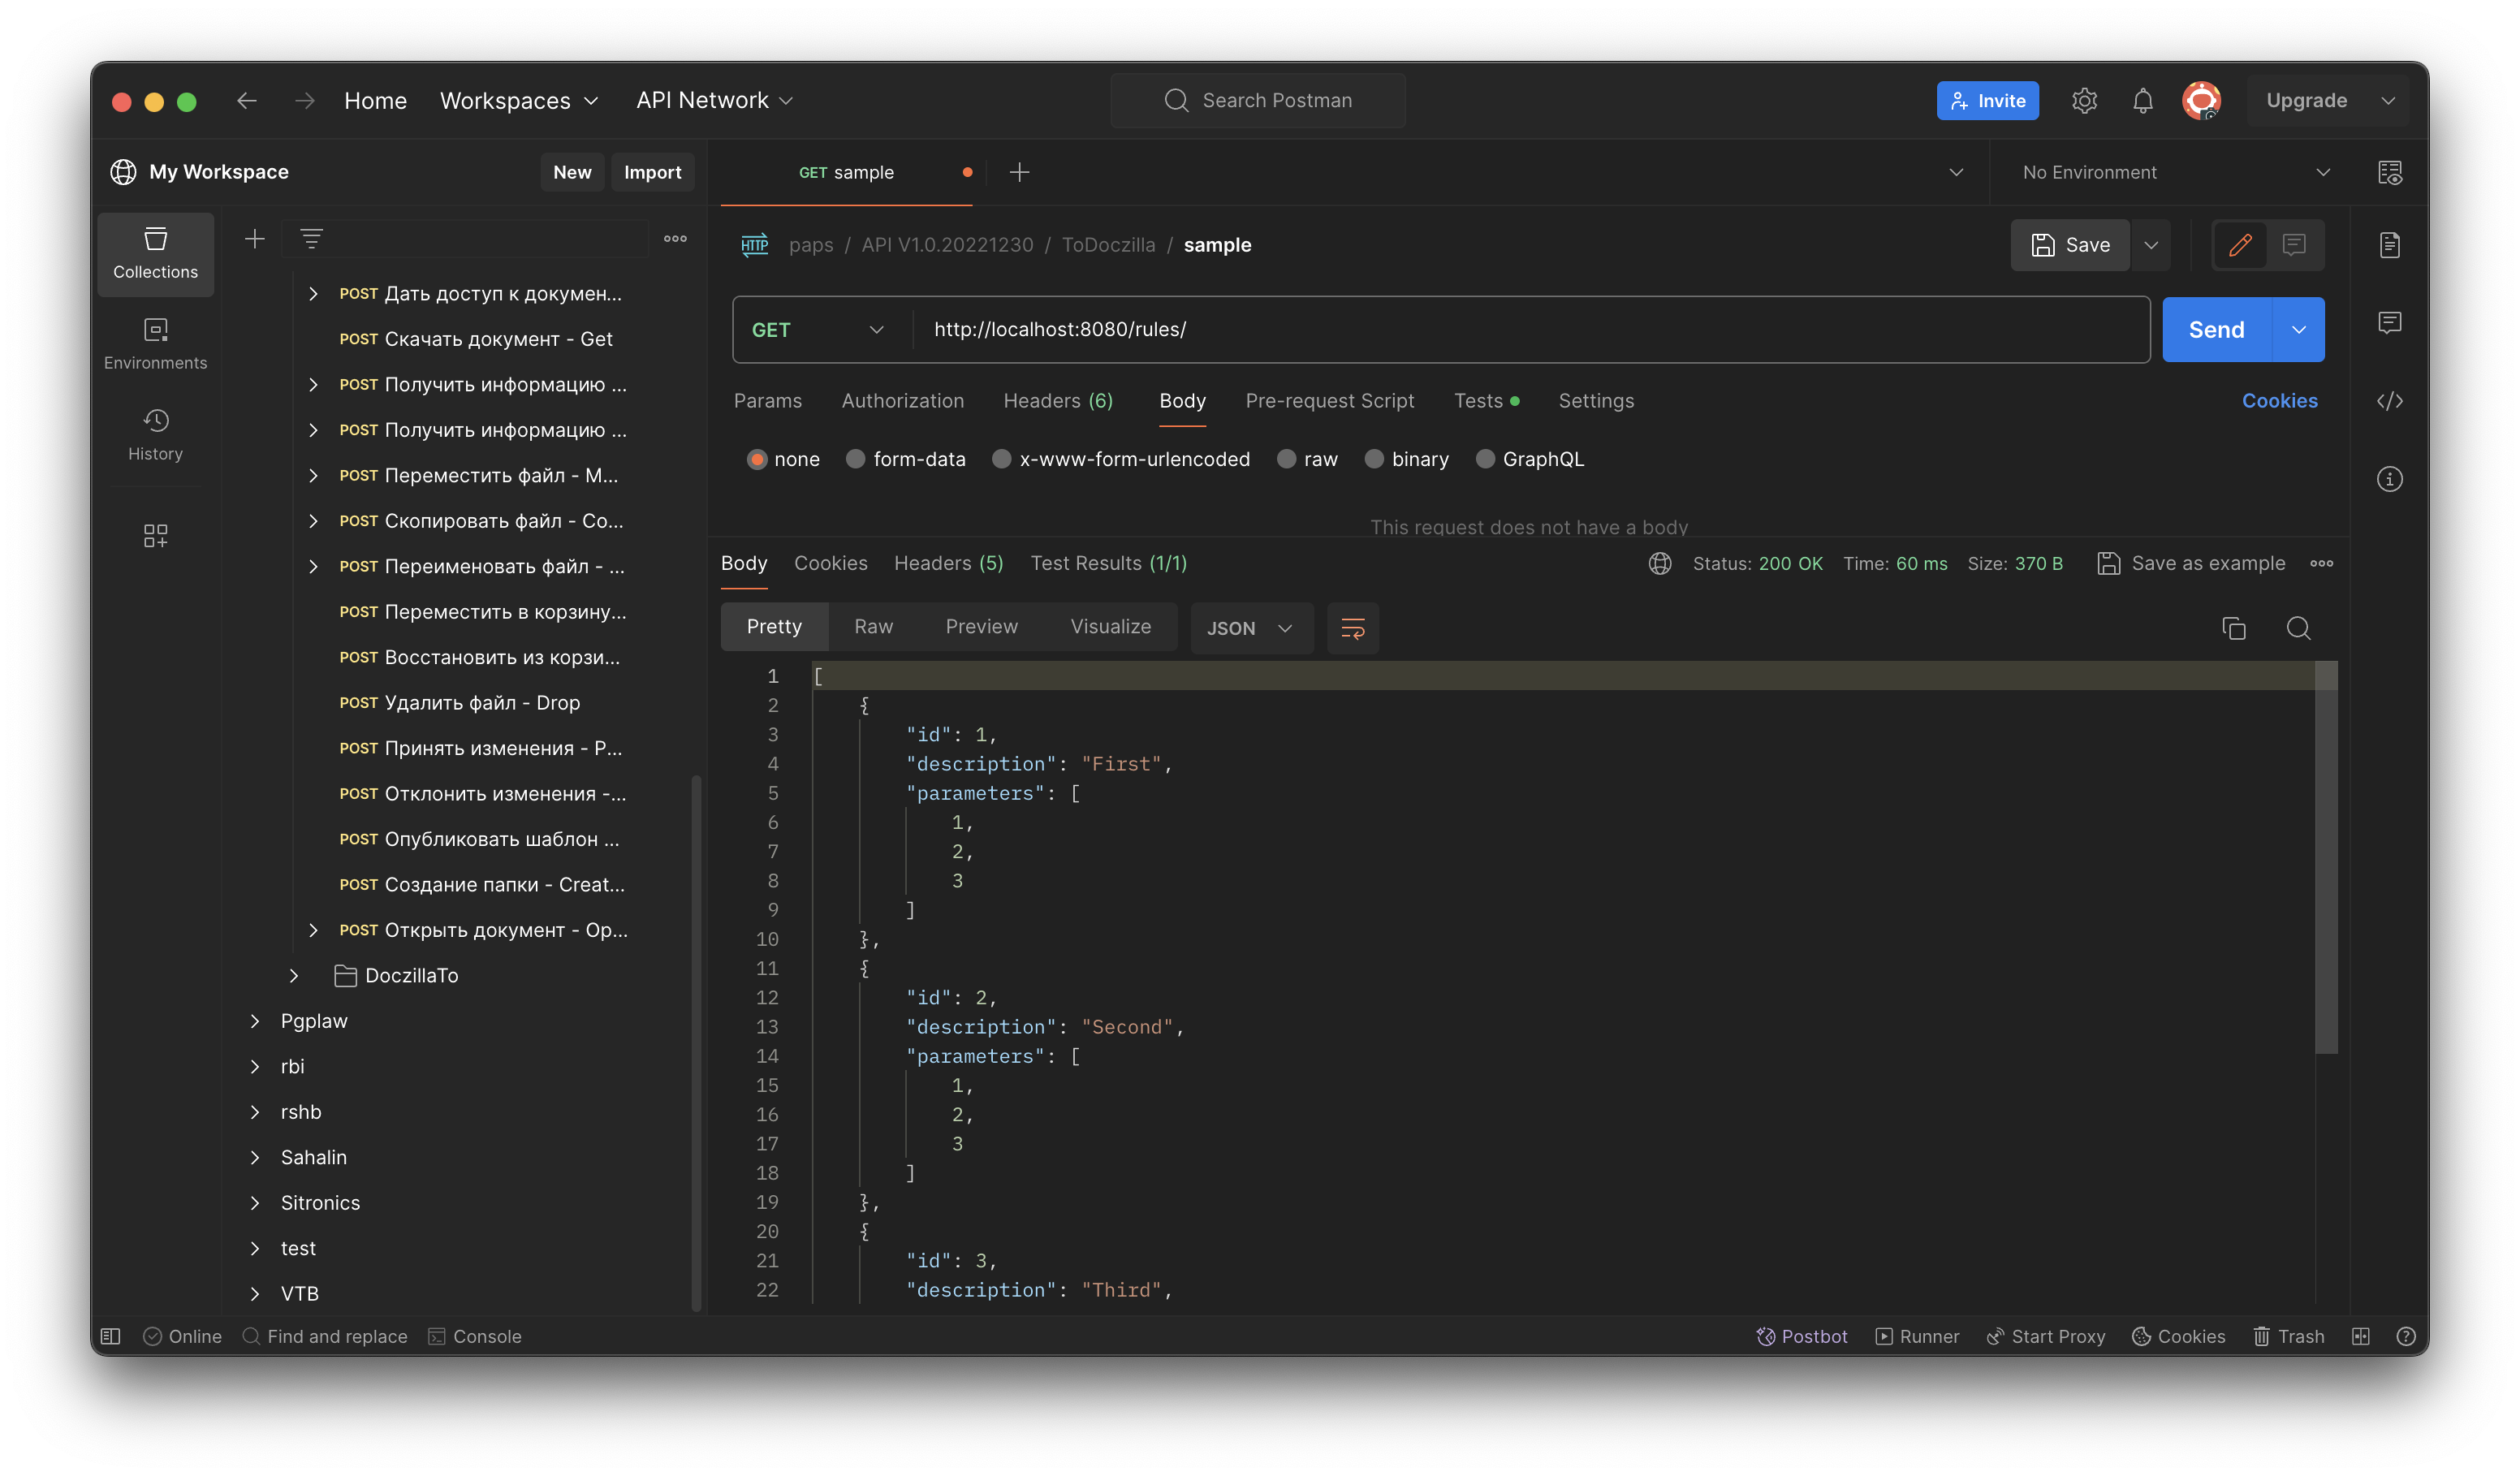 Home Workspaces API Network Search Postman Invite Upgrade
My Workspace New Import GET sample No Environment
Collections
Environments
History
POST Дать доступ к докумен...
POST Скачать документ - Get
POST Получить информацию ...
POST Получить информацию ...
POST Переместить файл - M...
POST Скопировать файл - Co...
POST Переименовать файл - ...
POST Переместить в корзину...
POST Восстановить из корзи...
POST Удалить файл - Drop
POST Принять изменения - P...
POST Отклонить изменения -...
POST Опубликовать шаблон ...
POST Создание папки - Creat...
POST Открыть документ - Op...
DoczillaTo
Pgplaw
rbi
rshb
Sahalin
Sitronics
test
VTB
HTTP paps / API V1.0.20221230 / ToDoczilla / sample Save
GET http://localhost:8080/rules/ Send
Params Authorization Headers (6) Body Pre-request Script Tests Settings Cookies
none form-data x-www-form-urlencoded raw binary GraphQL
This request does not have a body
Body Cookies Headers (5) Test Results (1/1) Status: 200 OK Time: 60 ms Size: 370 B Save as example
Pretty Raw Preview Visualize JSON
1 [
2 {
3 "id": 1,
4 "description": "First",
5 "parameters": [
6 1,
7 2,
8 3
9 ]
10 },
11 {
12 "id": 2,
13 "description": "Second",
14 "parameters": [
15 1,
16 2,
17 3
18 ]
19 },
20 {
21 "id": 3,
22 "description": "Third",
Online Find and replace Console Postbot Runner Start Proxy Cookies Trash